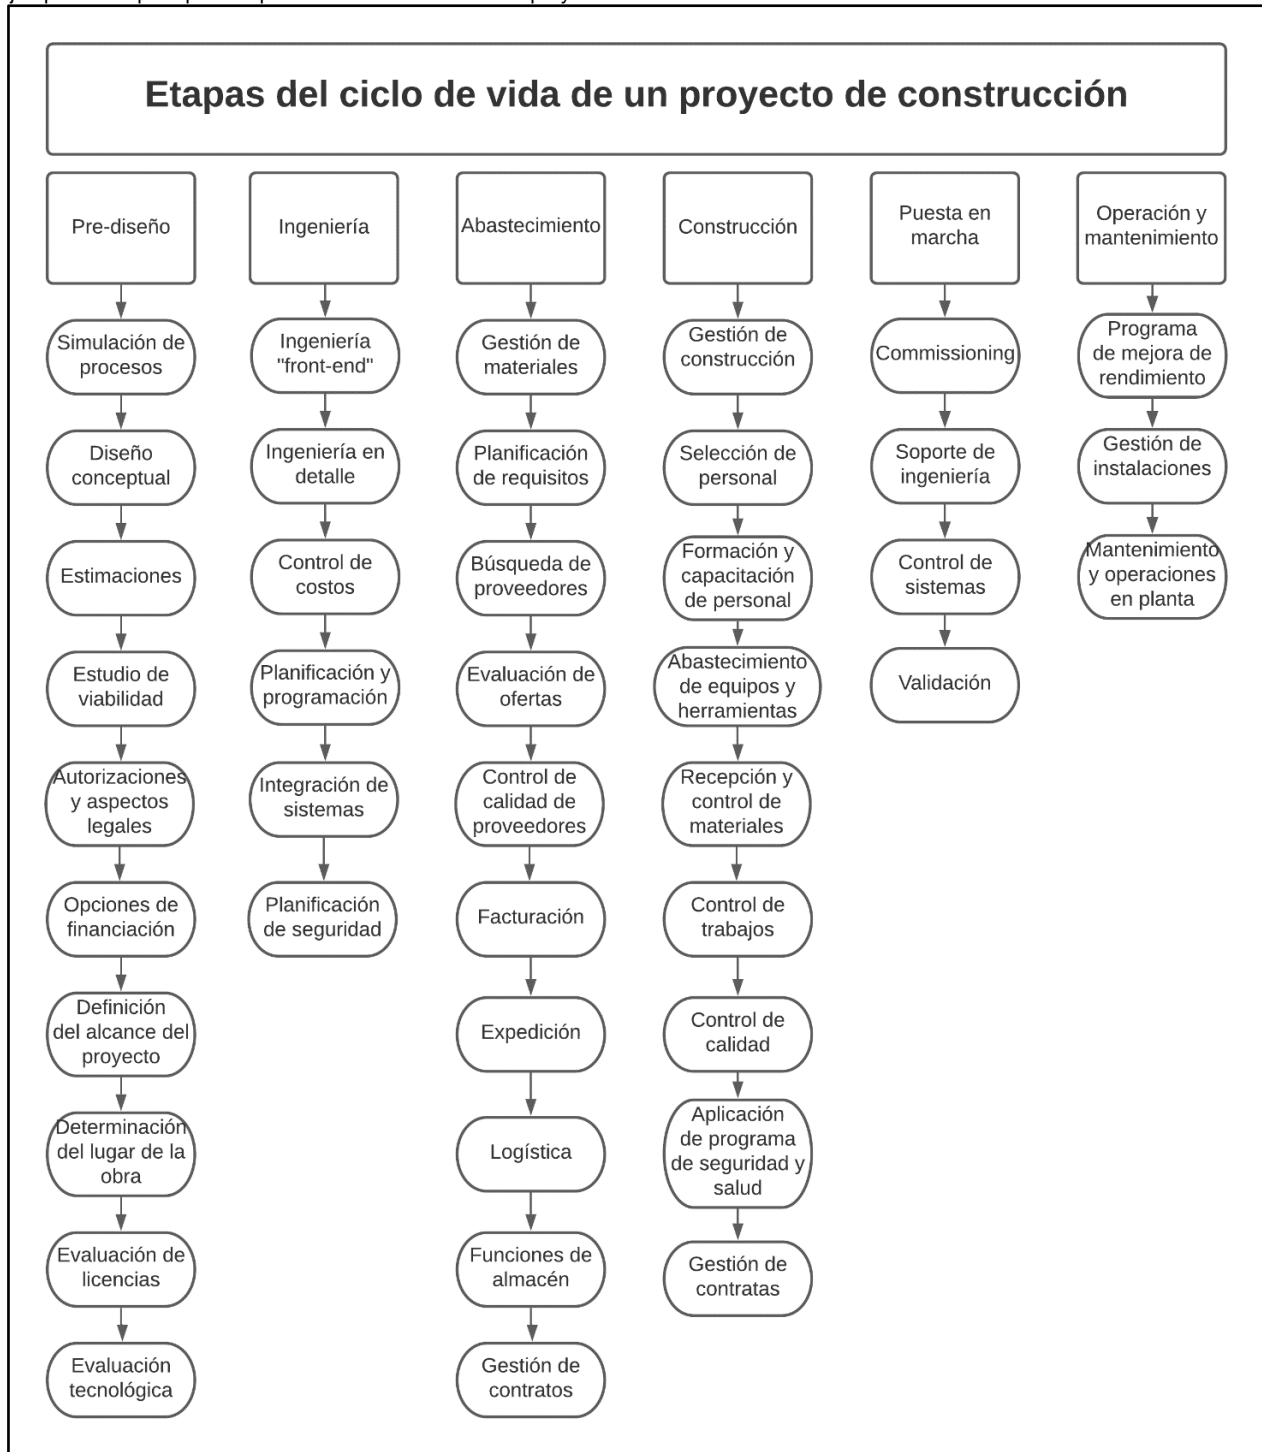 Etapas del ciclo de vida de un proyecto de construcción
Pre-diseño
Simulación de
procesos
Diseño
conceptual
Estimaciones
Estudio de
viabilidad
Autorizaciones
y aspectos
legales
Opciones de
financiación
Definición
del alcance del
proyecto
Determinación
del lugar de la
obra
Evaluación de
licencias
Evaluación
tecnológica
Ingeniería
Ingeniería
"front-end"
Ingeniería en
detalle
Control de
costos
Planificación y
programación
Integración de
sistemas
Planificación
de seguridad
Abastecimiento
Gestión de
materiales
Planificación
de requisitos
Búsqueda de
proveedores
Evaluación de
ofertas
Control de
calidad de
proveedores
Facturación
Expedición
Logística
Funciones de
almacén
Gestión de
contratos
Construcción
Gestión de
construcción
Selección de
personal
Formación y
capacitación
de personal
Abastecimiento
de equipos y
herramientas
Recepción y
control de
materiales
Control de
trabajos
Control de
calidad
Aplicación
de programa
de seguridad y
salud
Gestión de
contratas
Puesta en
marcha
Commissioning
Soporte de
ingeniería
Control de
sistemas
Validación
Operación y
mantenimiento
Programa
de mejora de
rendimiento
Gestión de
instalaciones
Mantenimiento
y operaciones
en planta